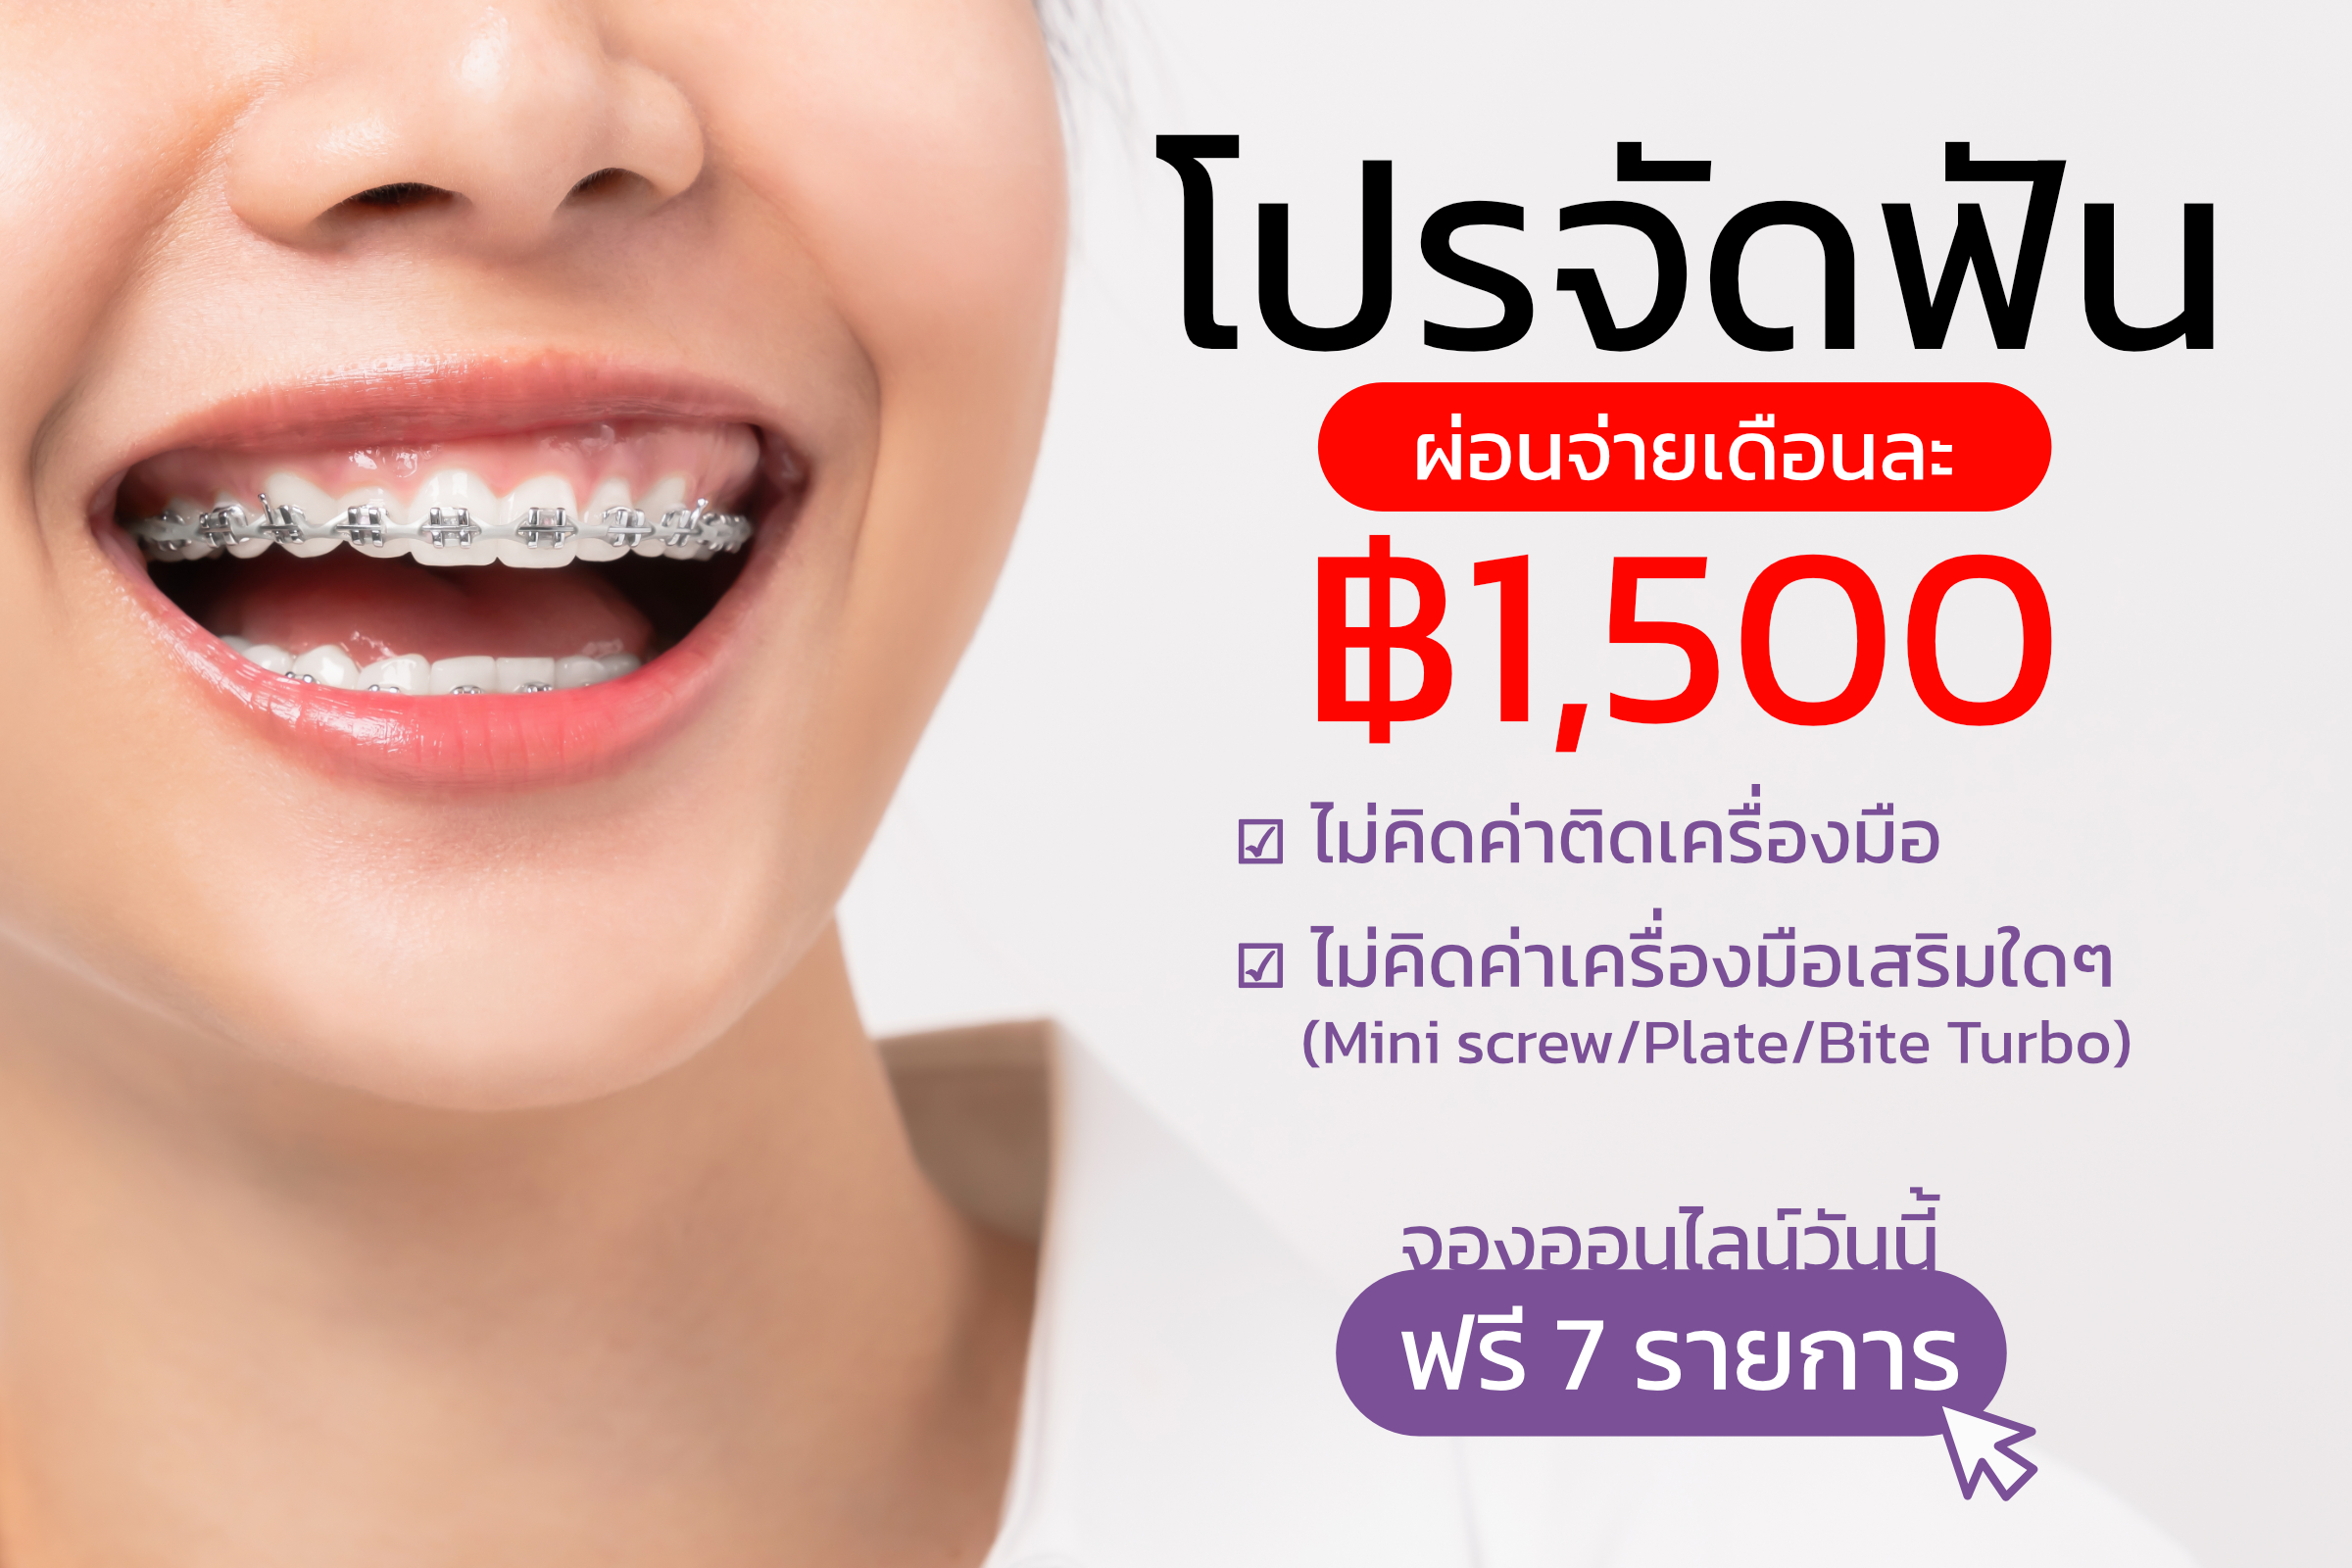 โปรจัดฟัน
ผ่อนจ่ายเดือนละ
฿1,500
☑ ไม่คิดค่าติดเครื่องมือ
☑ ไม่คิดค่าเครื่องมือเสริมใดๆ
(Mini screw/Plate/Bite Turbo)
จองออนไลน์วันนี้
ฟรี 7 รายการ